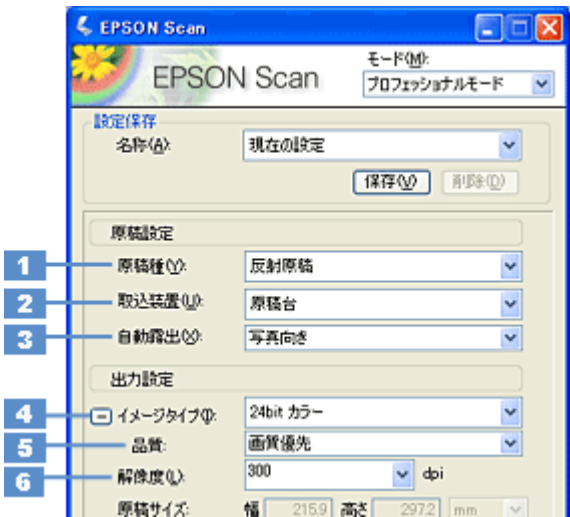 EPSON Scan
EPSON Scan
モード(M):
プロフェッショナルモード
設定保存
名称(A): 現在の設定
保存(V) 削除(D)
原稿設定
1 原稿種(Y): 反射原稿
2 取込装置(U): 原稿台
3 自動露出(X): 写真向き
出力設定
4 イメージタイプ(I): 24bit カラー
5 品質: 画質優先
6 解像度(L): 300 dpi
原稿サイズ: 幅 215.9 高さ 297.2 mm